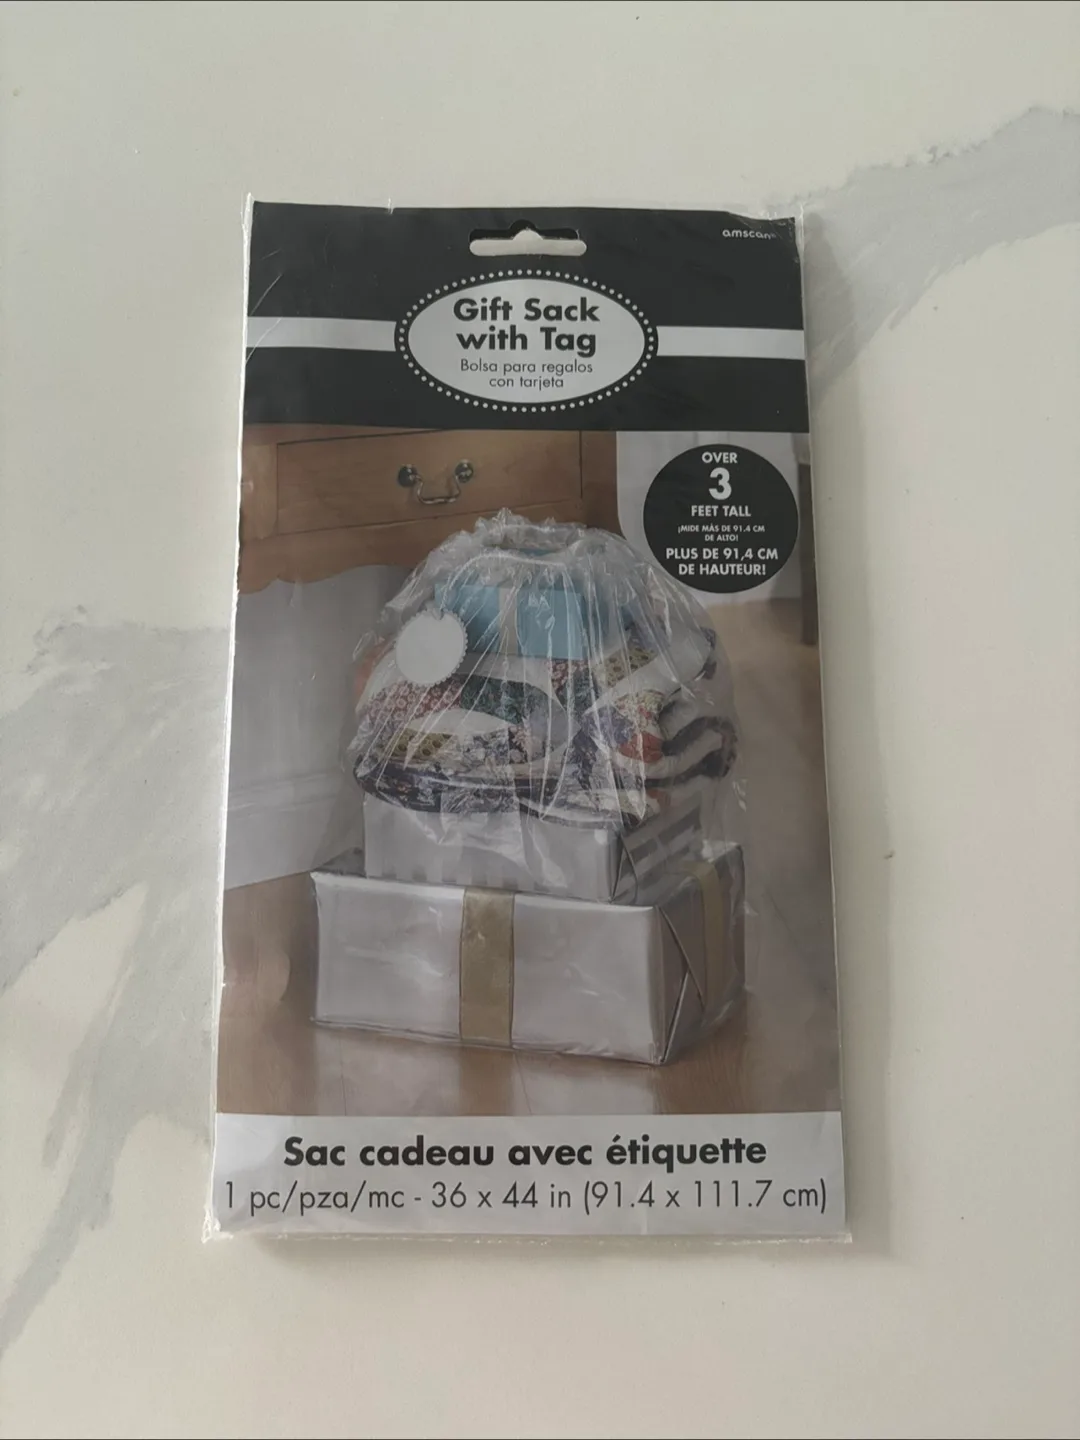 amscan
Gift Sack
with Tag
Bolsa para regalos
con tarjeta
OVER
3
FEET TALL
¡MIDE MÁS DE 91.4 CM
DE ALTO!
PLUS DE 91,4 CM
DE HAUTEUR!
Sac cadeau avec étiquette
1 pc/pza/mc - 36 x 44 in (91.4 x 111.7 cm)